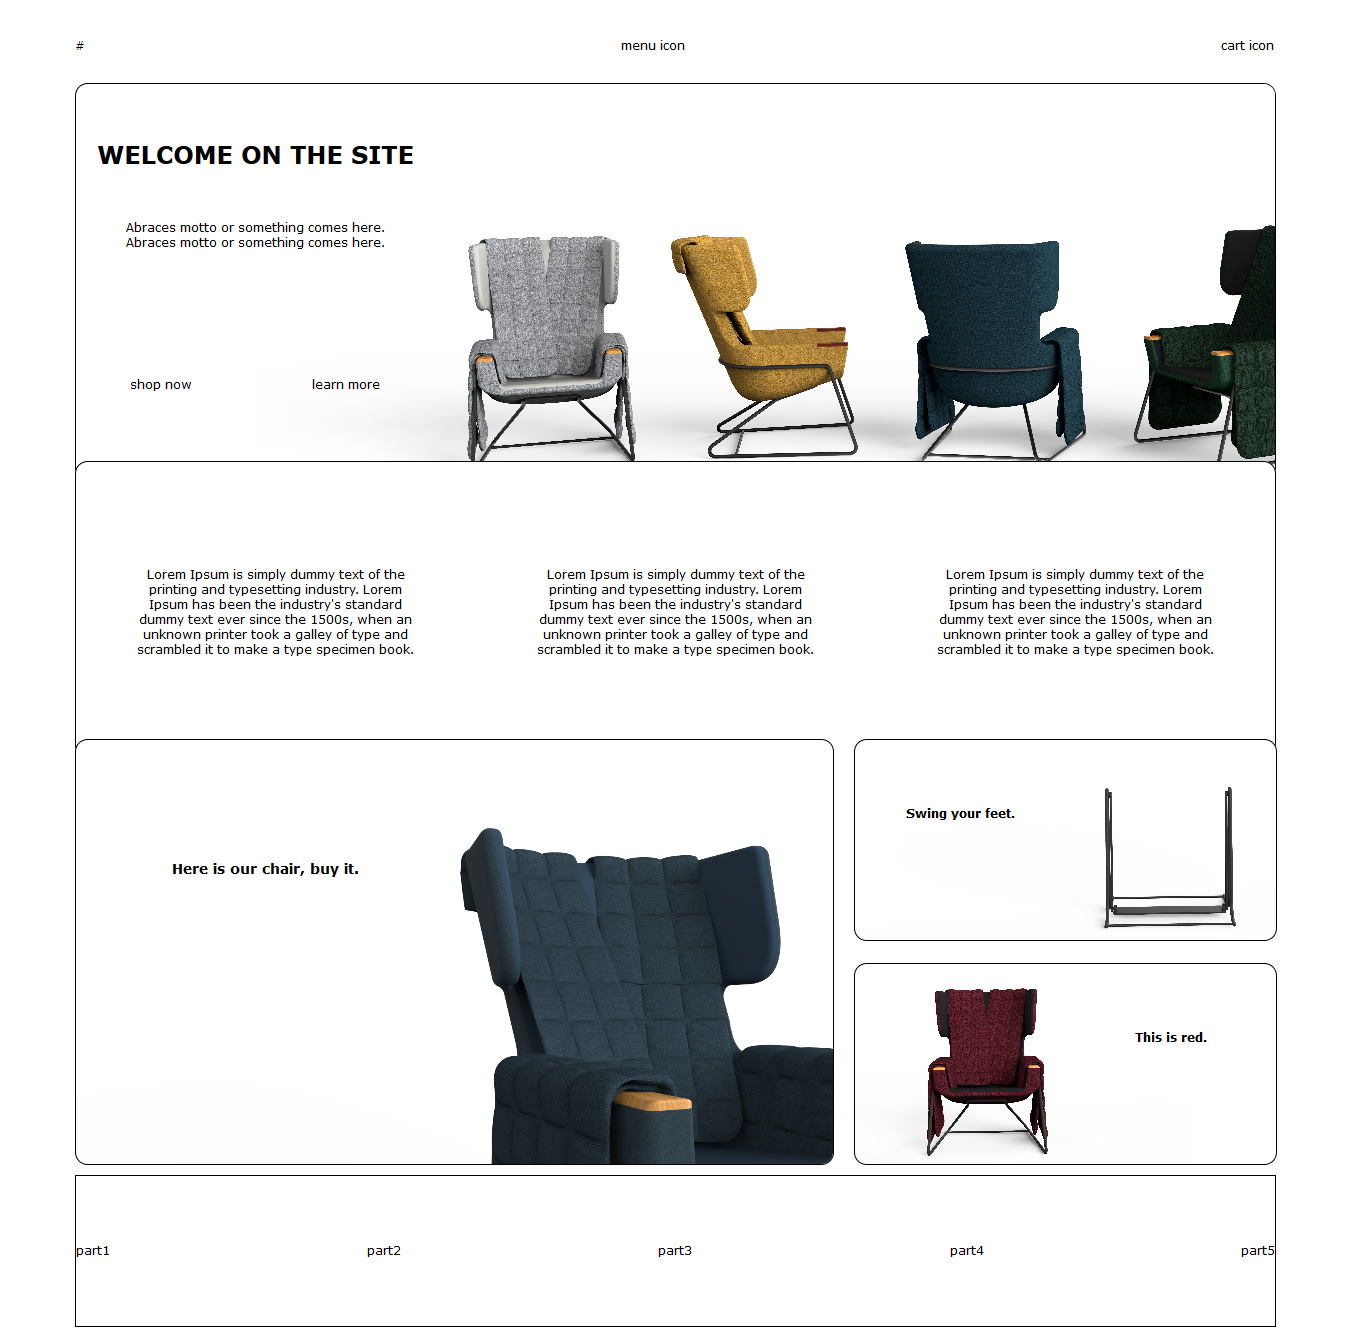 #
menu icon
cart icon
WELCOME ON THE SITE
Abraces motto or something comes here.
Abraces motto or something comes here.
shop now
learn more
Lorem Ipsum is simply dummy text of the
printing and typesetting industry. Lorem
Ipsum has been the industry's standard
dummy text ever since the 1500s, when an
unknown printer took a galley of type and
scrambled it to make a type specimen book.
Lorem Ipsum is simply dummy text of the
printing and typesetting industry. Lorem
Ipsum has been the industry's standard
dummy text ever since the 1500s, when an
unknown printer took a galley of type and
scrambled it to make a type specimen book.
Lorem Ipsum is simply dummy text of the
printing and typesetting industry. Lorem
Ipsum has been the industry's standard
dummy text ever since the 1500s, when an
unknown printer took a galley of type and
scrambled it to make a type specimen book.
Here is our chair, buy it.
Swing your feet.
This is red.
part1
part2
part3
part4
part5